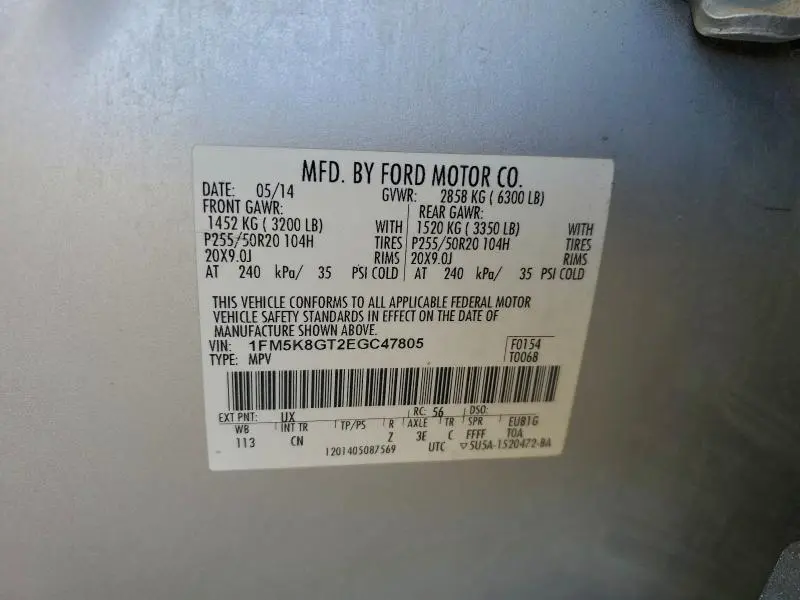 MFD. BY FORD MOTOR CO.
DATE: 05/14 GVWR: 2858 KG ( 6300 LB)
FRONT GAWR: REAR GAWR:
1452 KG ( 3200 LB) WITH 1520 KG ( 3350 LB) WITH
P255/50R20 104H TIRES P255/50R20 104H TIRES
20X9.0J RIMS 20X9.0J RIMS
AT 240 kPa/ 35 PSI COLD AT 240 kPa/ 35 PSI COLD
THIS VEHICLE CONFORMS TO ALL APPLICABLE FEDERAL MOTOR
VEHICLE SAFETY STANDARDS IN EFFECT ON THE DATE OF
MANUFACTURE SHOWN ABOVE.
VIN: 1FM5K8GT2EGC47805 F0154
TYPE: MPV T0068
EXT PNT: UX RC: 56 DSO:
WB INT TR TP/PS R AXLE TR SPR EU81G
113 CN Z 3E C FFFF TOA
1201405087569 UTC ▽5U5A-1520472-BA